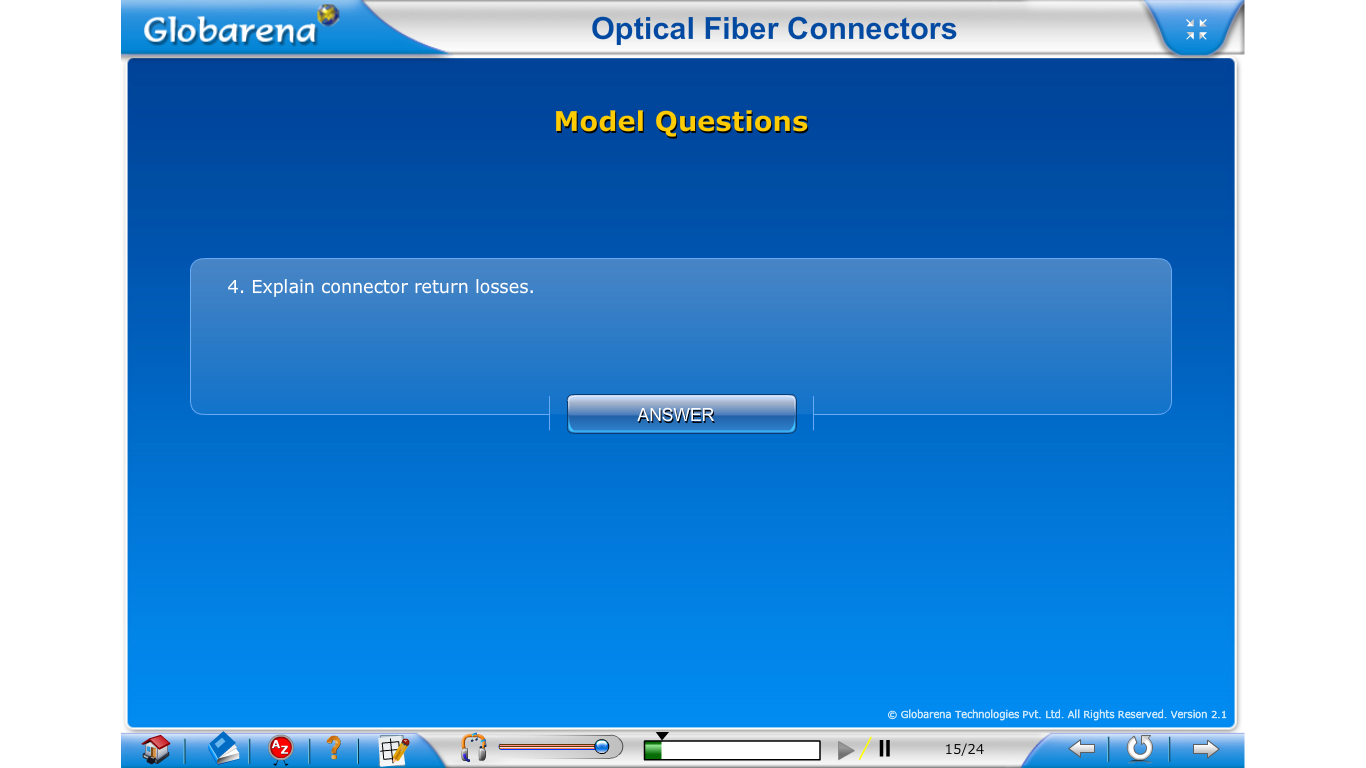 Globarena
Optical Fiber Connectors
Model Questions
4. Explain connector return losses.
ANSWER
© Globarena Technologies Pvt. Ltd. All Rights Reserved. Version 2.1
AZ
?
15/24